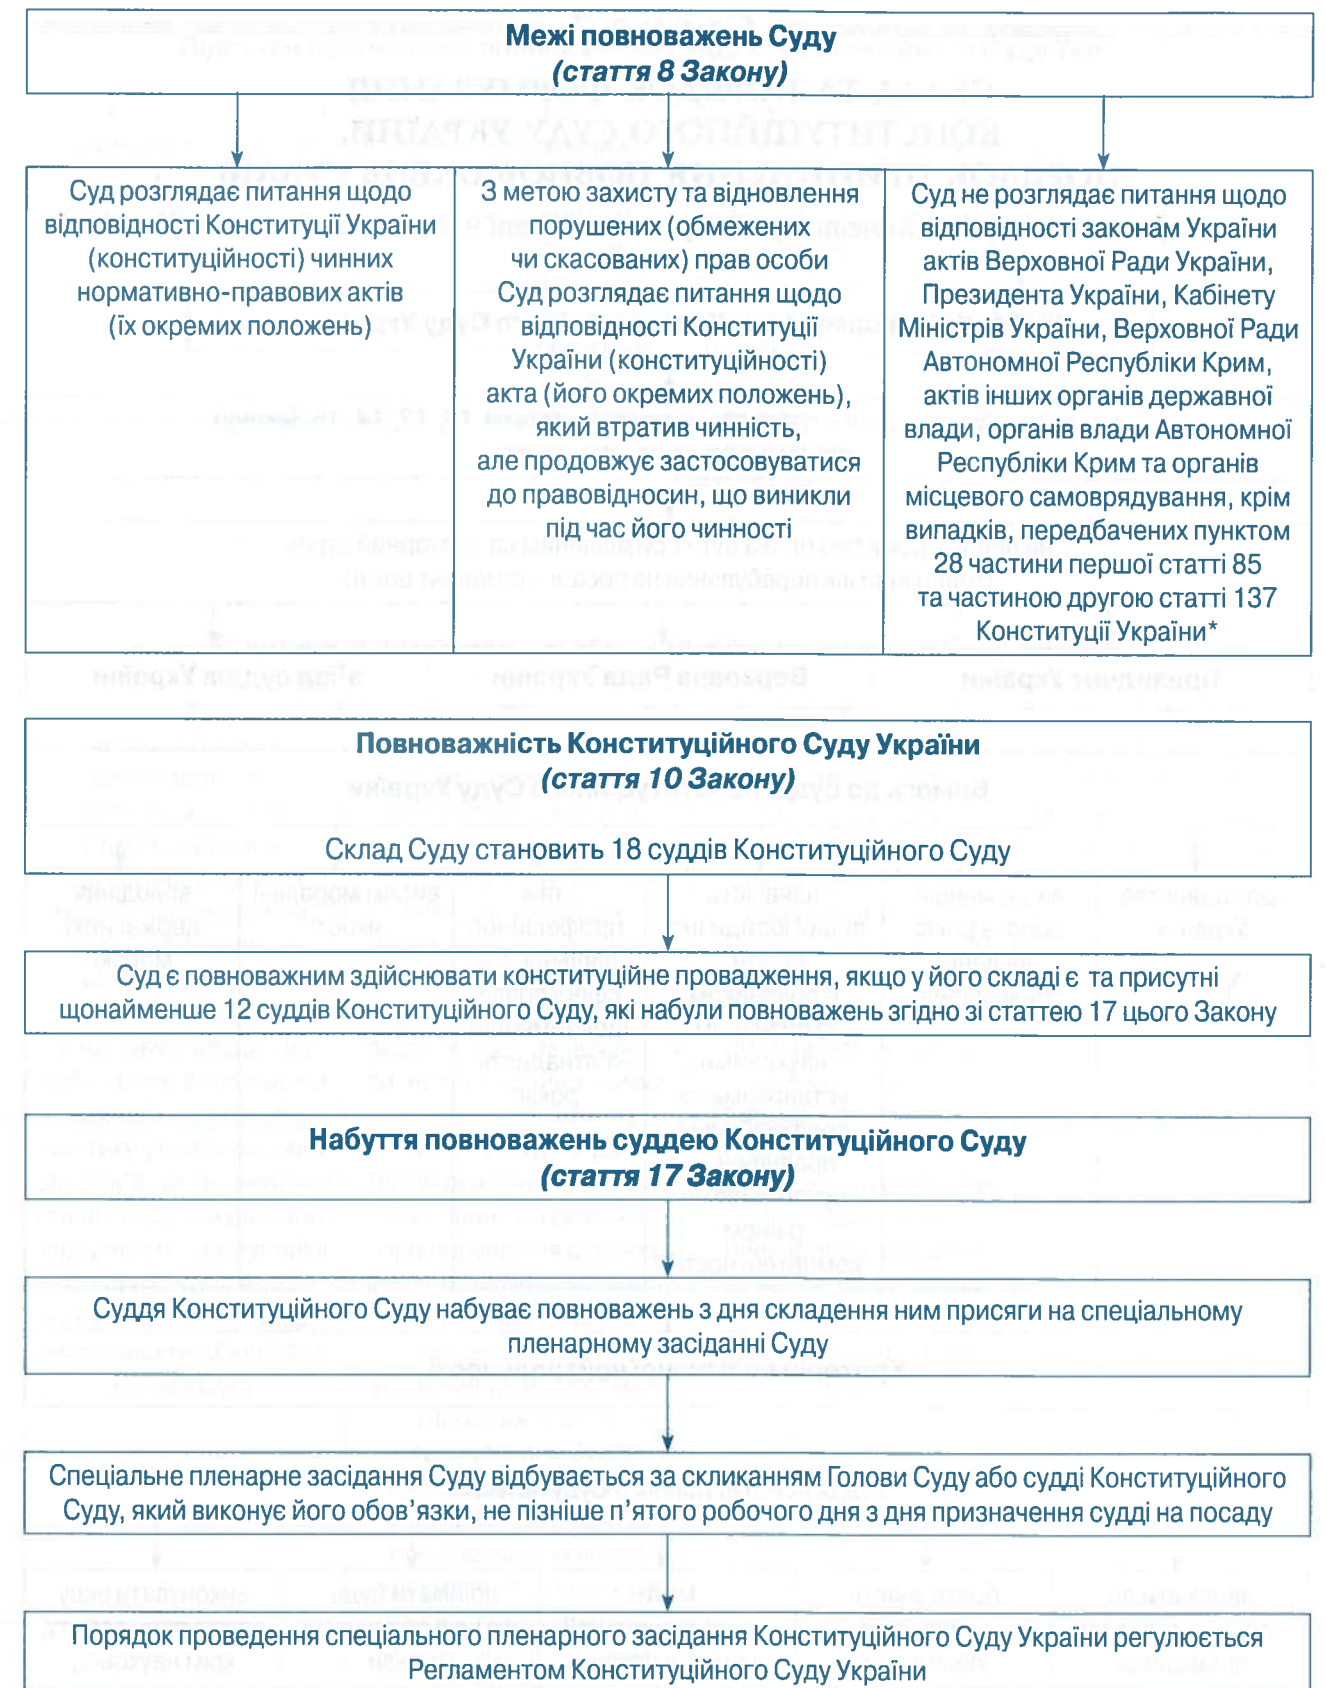 Межі повноважень Суду
(стаття 8 Закону)
Суд розглядає питання щодо
відповідності Конституції України
(конституційності) чинних
нормативно-правових актів
(їх окремих положень)
З метою захисту та відновлення
порушених (обмежених
чи скасованих) прав особи
Суд розглядає питання щодо
відповідності Конституції
України (конституційності)
акта (його окремих положень),
який втратив чинність,
але продовжує застосовуватися
до правовідносин, що виникли
під час його чинності
Суд не розглядає питання щодо
відповідності законам України
актів Верховної Ради України,
Президента України, Кабінету
Міністрів України, Верховної Ради
Автономної Республіки Крим,
актів інших органів державної
влади, органів влади Автономної
Республіки Крим та органів
місцевого самоврядування, крім
випадків, передбачених пунктом
28 частини першої статті 85
та частиною другою статті 137
Конституції України*
Повноважність Конституційного Суду України
(стаття 10 Закону)
Склад Суду становить 18 суддів Конституційного Суду
Суд є повноважним здійснювати конституційне провадження, якщо у його складі є та присутні
щонайменше 12 суддів Конституційного Суду, які набули повноважень згідно зі статтею 17 цього Закону
Набуття повноважень суддею Конституційного Суду
(стаття 17 Закону)
Суддя Конституційного Суду набуває повноважень з дня складення ним присяги на спеціальному
пленарному засіданні Суду
Спеціальне пленарне засідання Суду відбувається за скликанням Голови Суду або судді Конституційного
Суду, який виконує його обов’язки, не пізніше п’ятого робочого дня з дня призначення судді на посаду
Порядок проведення спеціального пленарного засідання Конституційного Суду України регулюється
Регламентом Конституційного Суду України